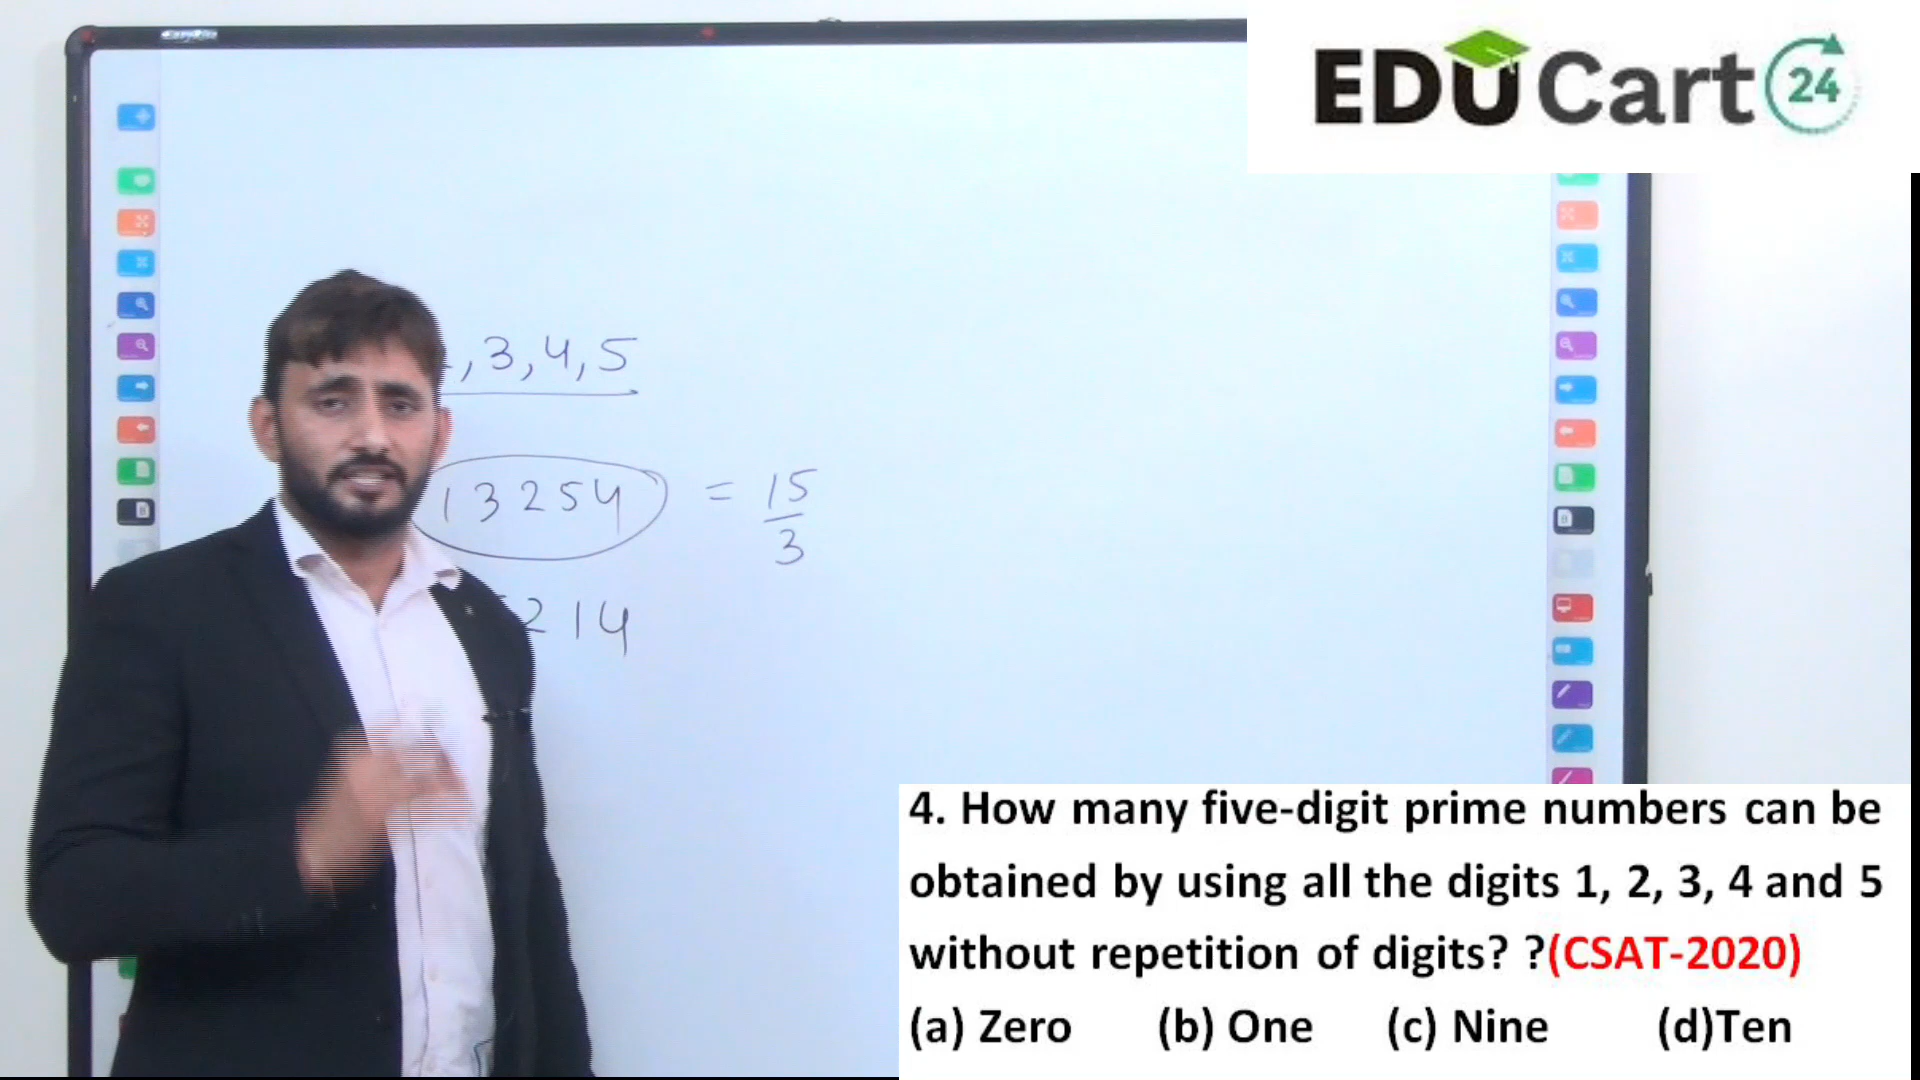 EDUCart 24
, 3, 4, 5
13254 = 15
3
214
4. How many five-digit prime numbers can be
obtained by using all the digits 1, 2, 3, 4 and 5
without repetition of digits? ?(CSAT-2020)
(a) Zero (b) One (c) Nine (d)Ten